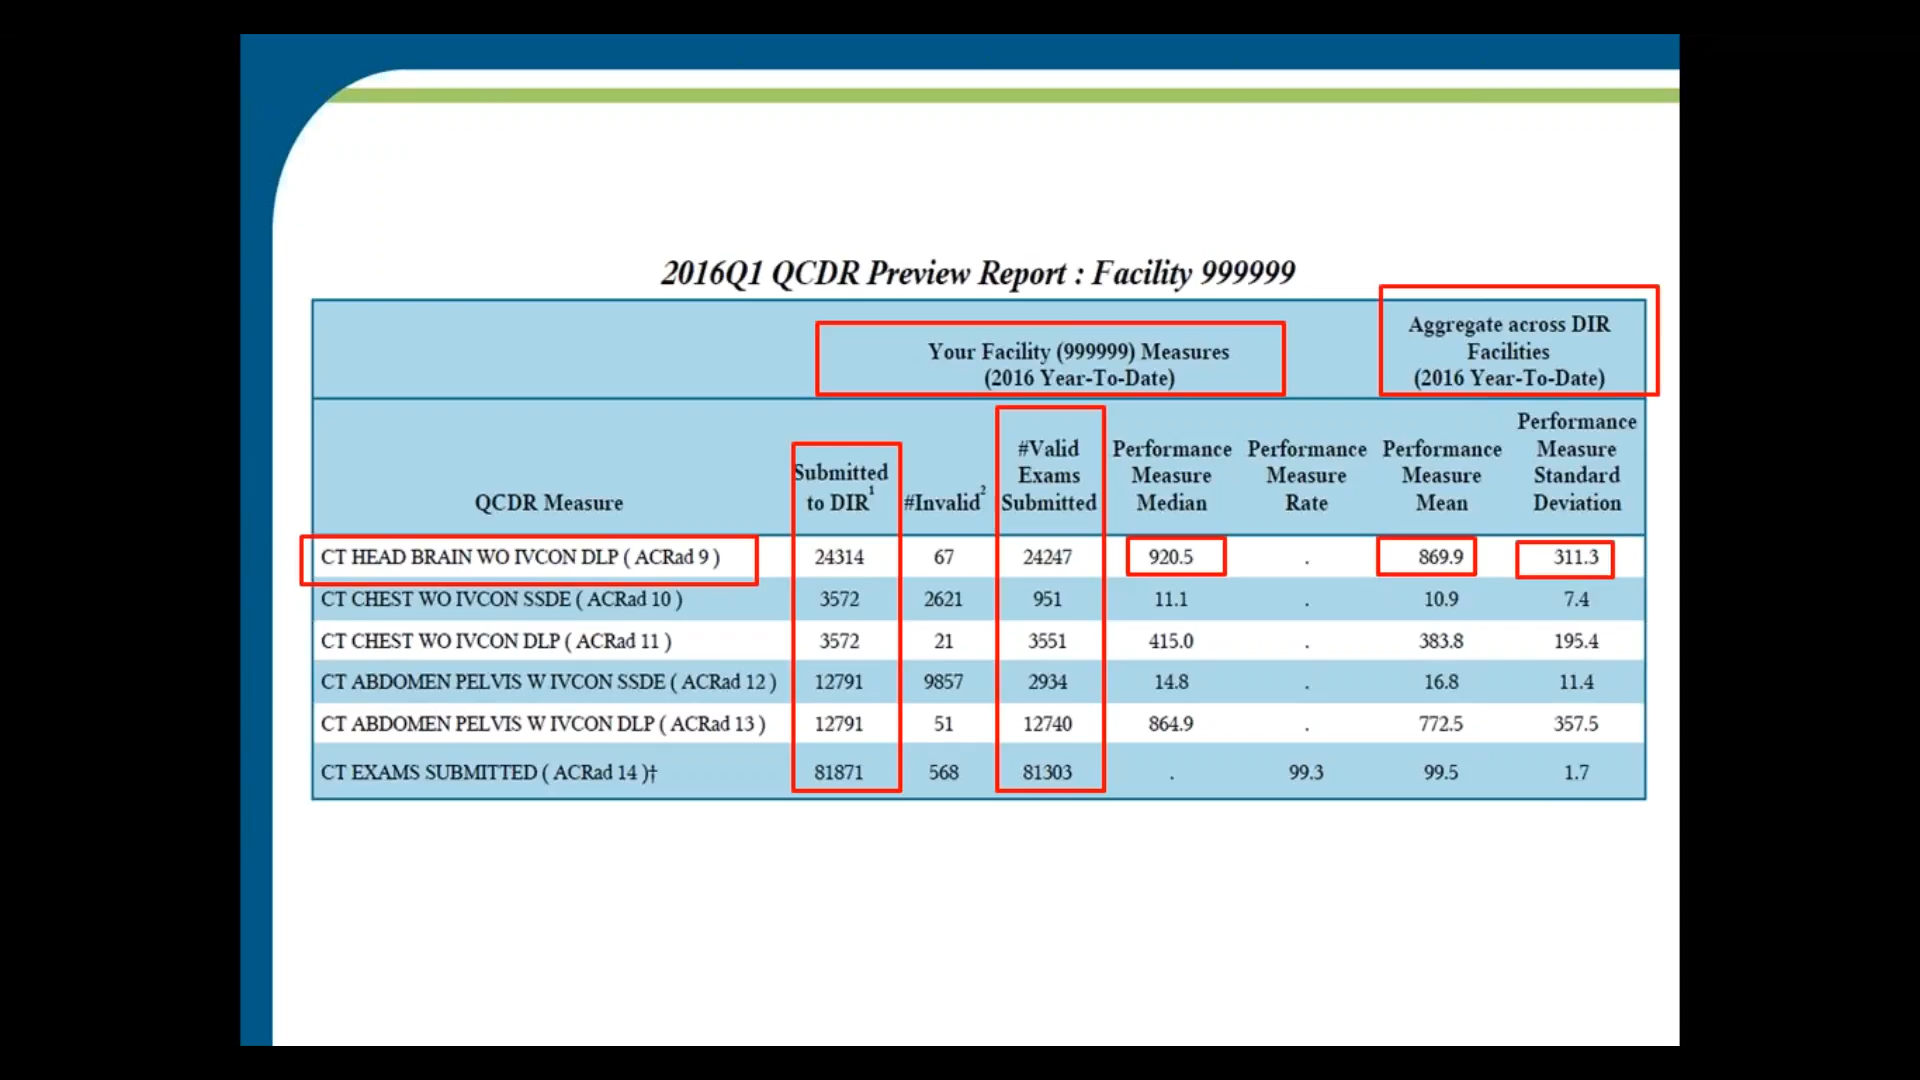 2016Q1 QCDR Preview Report : Facility 999999
Your Facility (999999) Measures
(2016 Year-To-Date)
Aggregate across DIR
Facilities
(2016 Year-To-Date)
QCDR Measure
Submitted
to DIR1
#Invalid2
#Valid
Exams
Submitted
Performance
Measure
Median
Performance
Measure
Rate
Performance
Measure
Mean
Performance
Measure
Standard
Deviation
CT HEAD BRAIN WO IVCON DLP ( ACRad 9 ) 24314 67 24247 920.5 . 869.9 311.3
CT CHEST WO IVCON SSDE ( ACRad 10 ) 3572 2621 951 11.1 . 10.9 7.4
CT CHEST WO IVCON DLP ( ACRad 11 ) 3572 21 3551 415.0 . 383.8 195.4
CT ABDOMEN PELVIS W IVCON SSDE ( ACRad 12 ) 12791 9857 2934 14.8 . 16.8 11.4
CT ABDOMEN PELVIS W IVCON DLP ( ACRad 13 ) 12791 51 12740 864.9 . 772.5 357.5
CT EXAMS SUBMITTED ( ACRad 14 )† 81871 568 81303 . 99.3 99.5 1.7